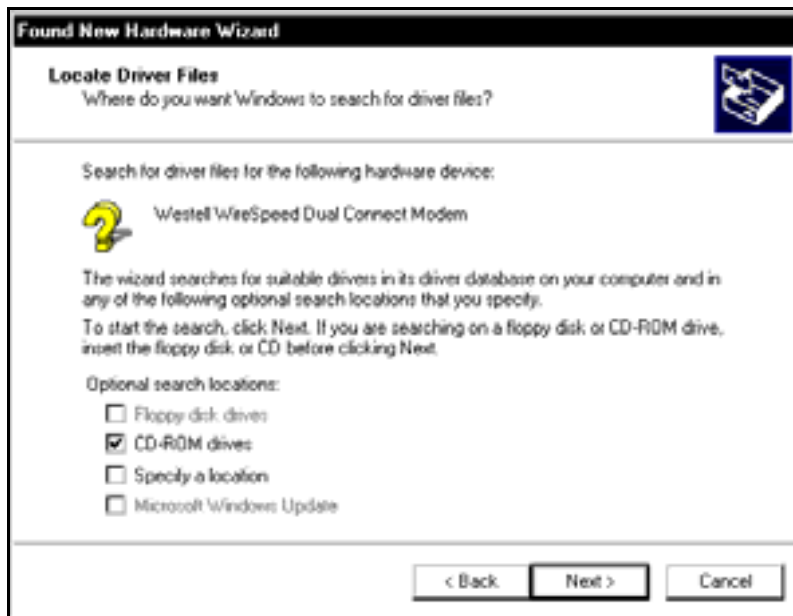 Found New Hardware Wizard
Locate Driver Files
Where do you want Windows to search for driver files?
Search for driver files for the following hardware device:
Westell WireSpeed Dual Connect Modem
The wizard searches for suitable drivers in its driver database on your computer and in
any of the following optional search locations that you specify.
To start the search, click Next. If you are searching on a floppy disk or CD-ROM drive,
insert the floppy disk or CD before clicking Next.
Optional search locations:
Floppy disk drives
CD-ROM drives
Specify a location
Microsoft Windows Update
< Back Next > Cancel